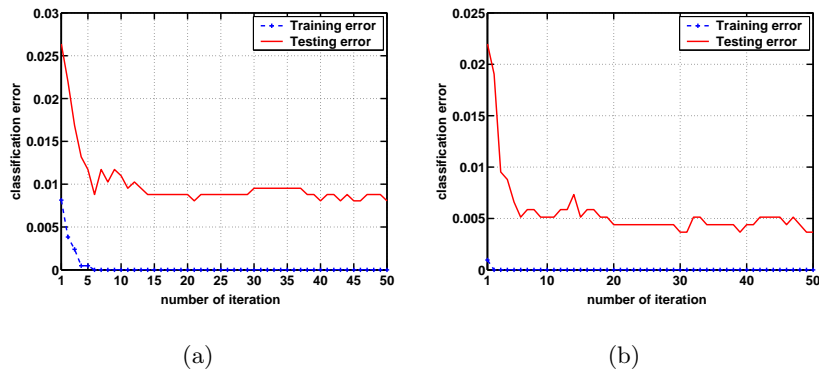 0.03
0.025
0.02
0.015
0.01
0.005
0
classification error
Training error
Testing error
1 5 10 15 20 25 30 35 40 45 50
number of iteration
(a)
0.025
0.02
0.015
0.01
0.005
0
classification error
Training error
Testing error
1 10 20 30 40 50
number of iteration
(b)